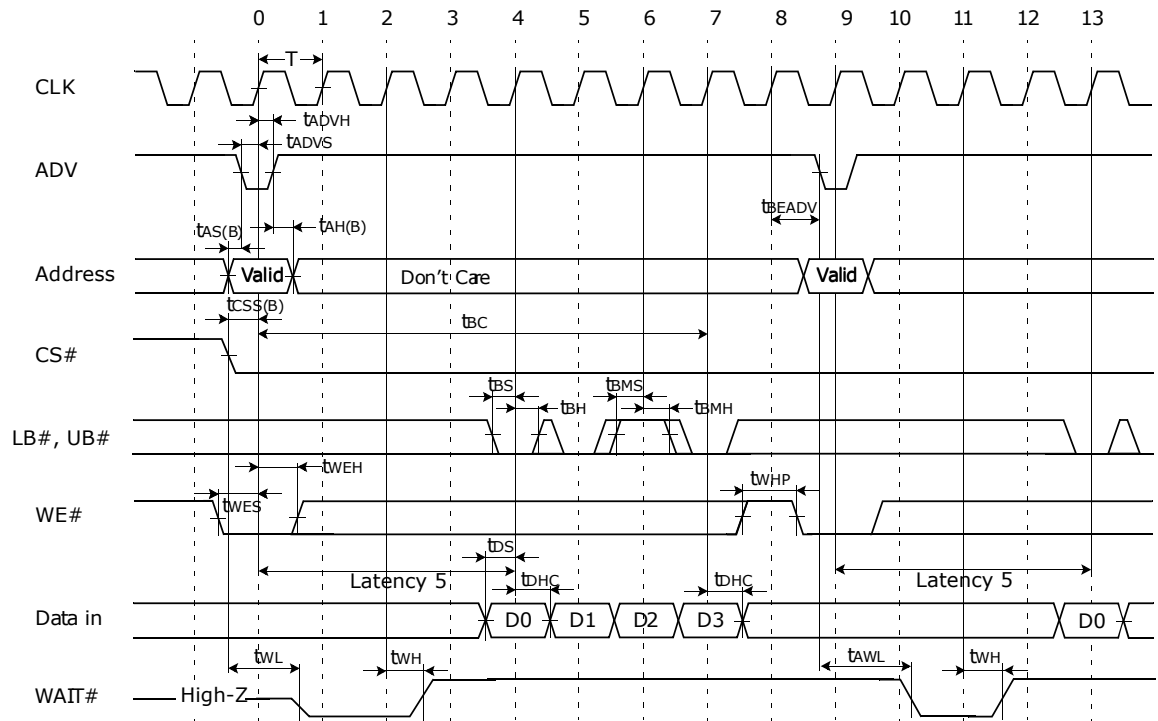 0 1 2 3 4 5 6 7 8 9 10 11 12 13
T
CLK
tADVH
tADVS
ADV
tBEADV
tAS(B)
tAH(B)
Address
Valid
Don't Care
Valid
tCSS(B)
tBC
CS#
tBS
tBMS
tBH
tBMH
LB#, UB#
tWEH
tWHP
tWES
WE#
tDS
Latency 5
tDHC
tDHC
Latency 5
Data in
D0 D1 D2 D3 D0
tWL
tWH
tAWL
tWH
WAIT#
High-Z